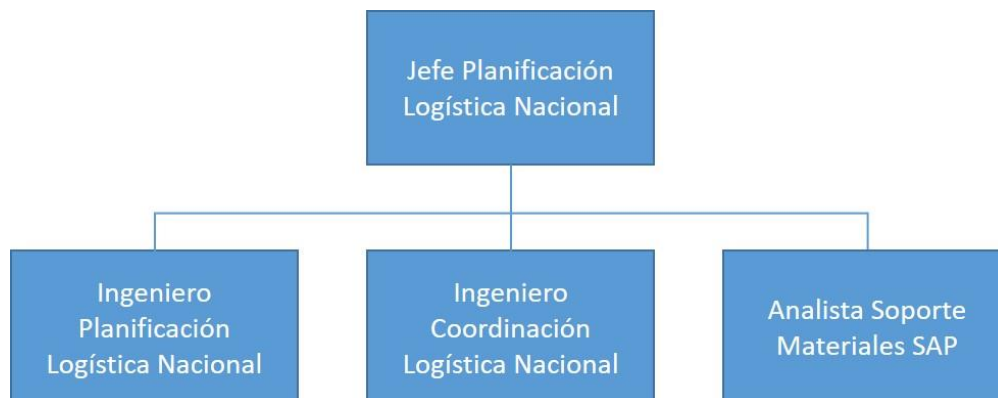 Jefe Planificación
Logística Nacional
Ingeniero
Planificación
Logística Nacional
Ingeniero
Coordinación
Logística Nacional
Analista Soporte
Materiales SAP